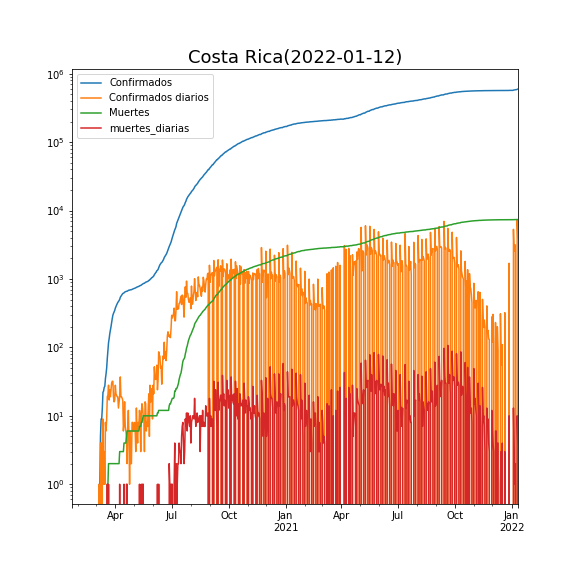 Costa Rica(2022-01-12)
Confirmados
Confirmados diarios
Muertes
muertes_diarias
10^6
10^5
10^4
10^3
10^2
10^1
10^0
Apr Jul Oct Jan Apr Jul Oct Jan
2021 2022